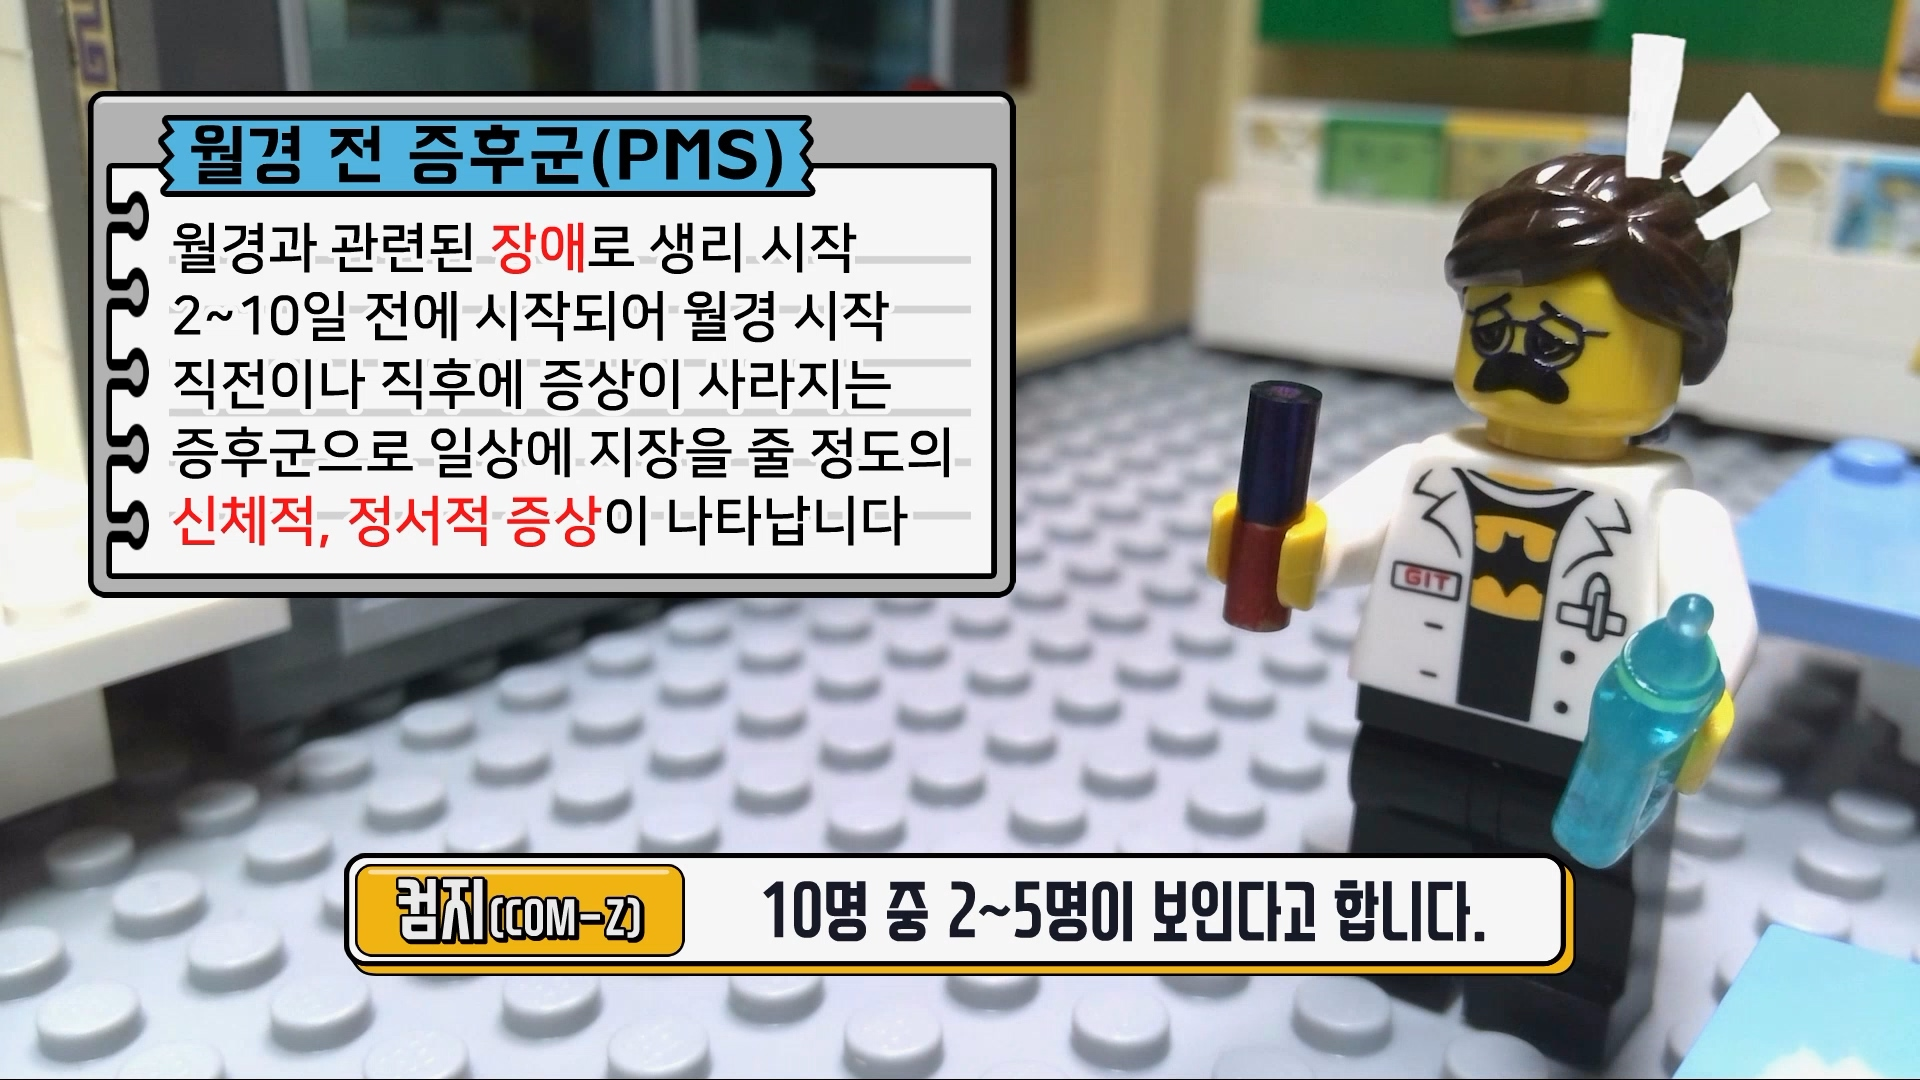 월경 전 증후군(PMS)
월경과 관련된 장애로 생리 시작
2~10일 전에 시작되어 월경 시작
직전이나 직후에 증상이 사라지는
증후군으로 일상에 지장을 줄 정도의
신체적, 정서적 증상이 나타납니다
GIT
컴지(COM-Z)
10명 중 2~5명이 보인다고 합니다.